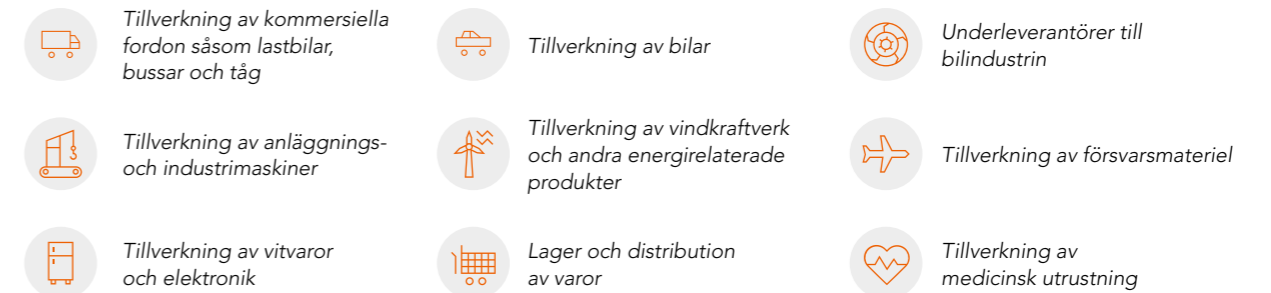 Tillverkning av kommersiella
fordon såsom lastbilar,
bussar och tåg
Tillverkning av bilar
Underleverantörer till
bilindustrin
Tillverkning av anläggnings-
och industrimaskiner
Tillverkning av vindkraftverk
och andra energirelaterade
produkter
Tillverkning av försvarsmateriel
Tillverkning av vitvaror
och elektronik
Lager och distribution
av varor
Tillverkning av
medicinsk utrustning